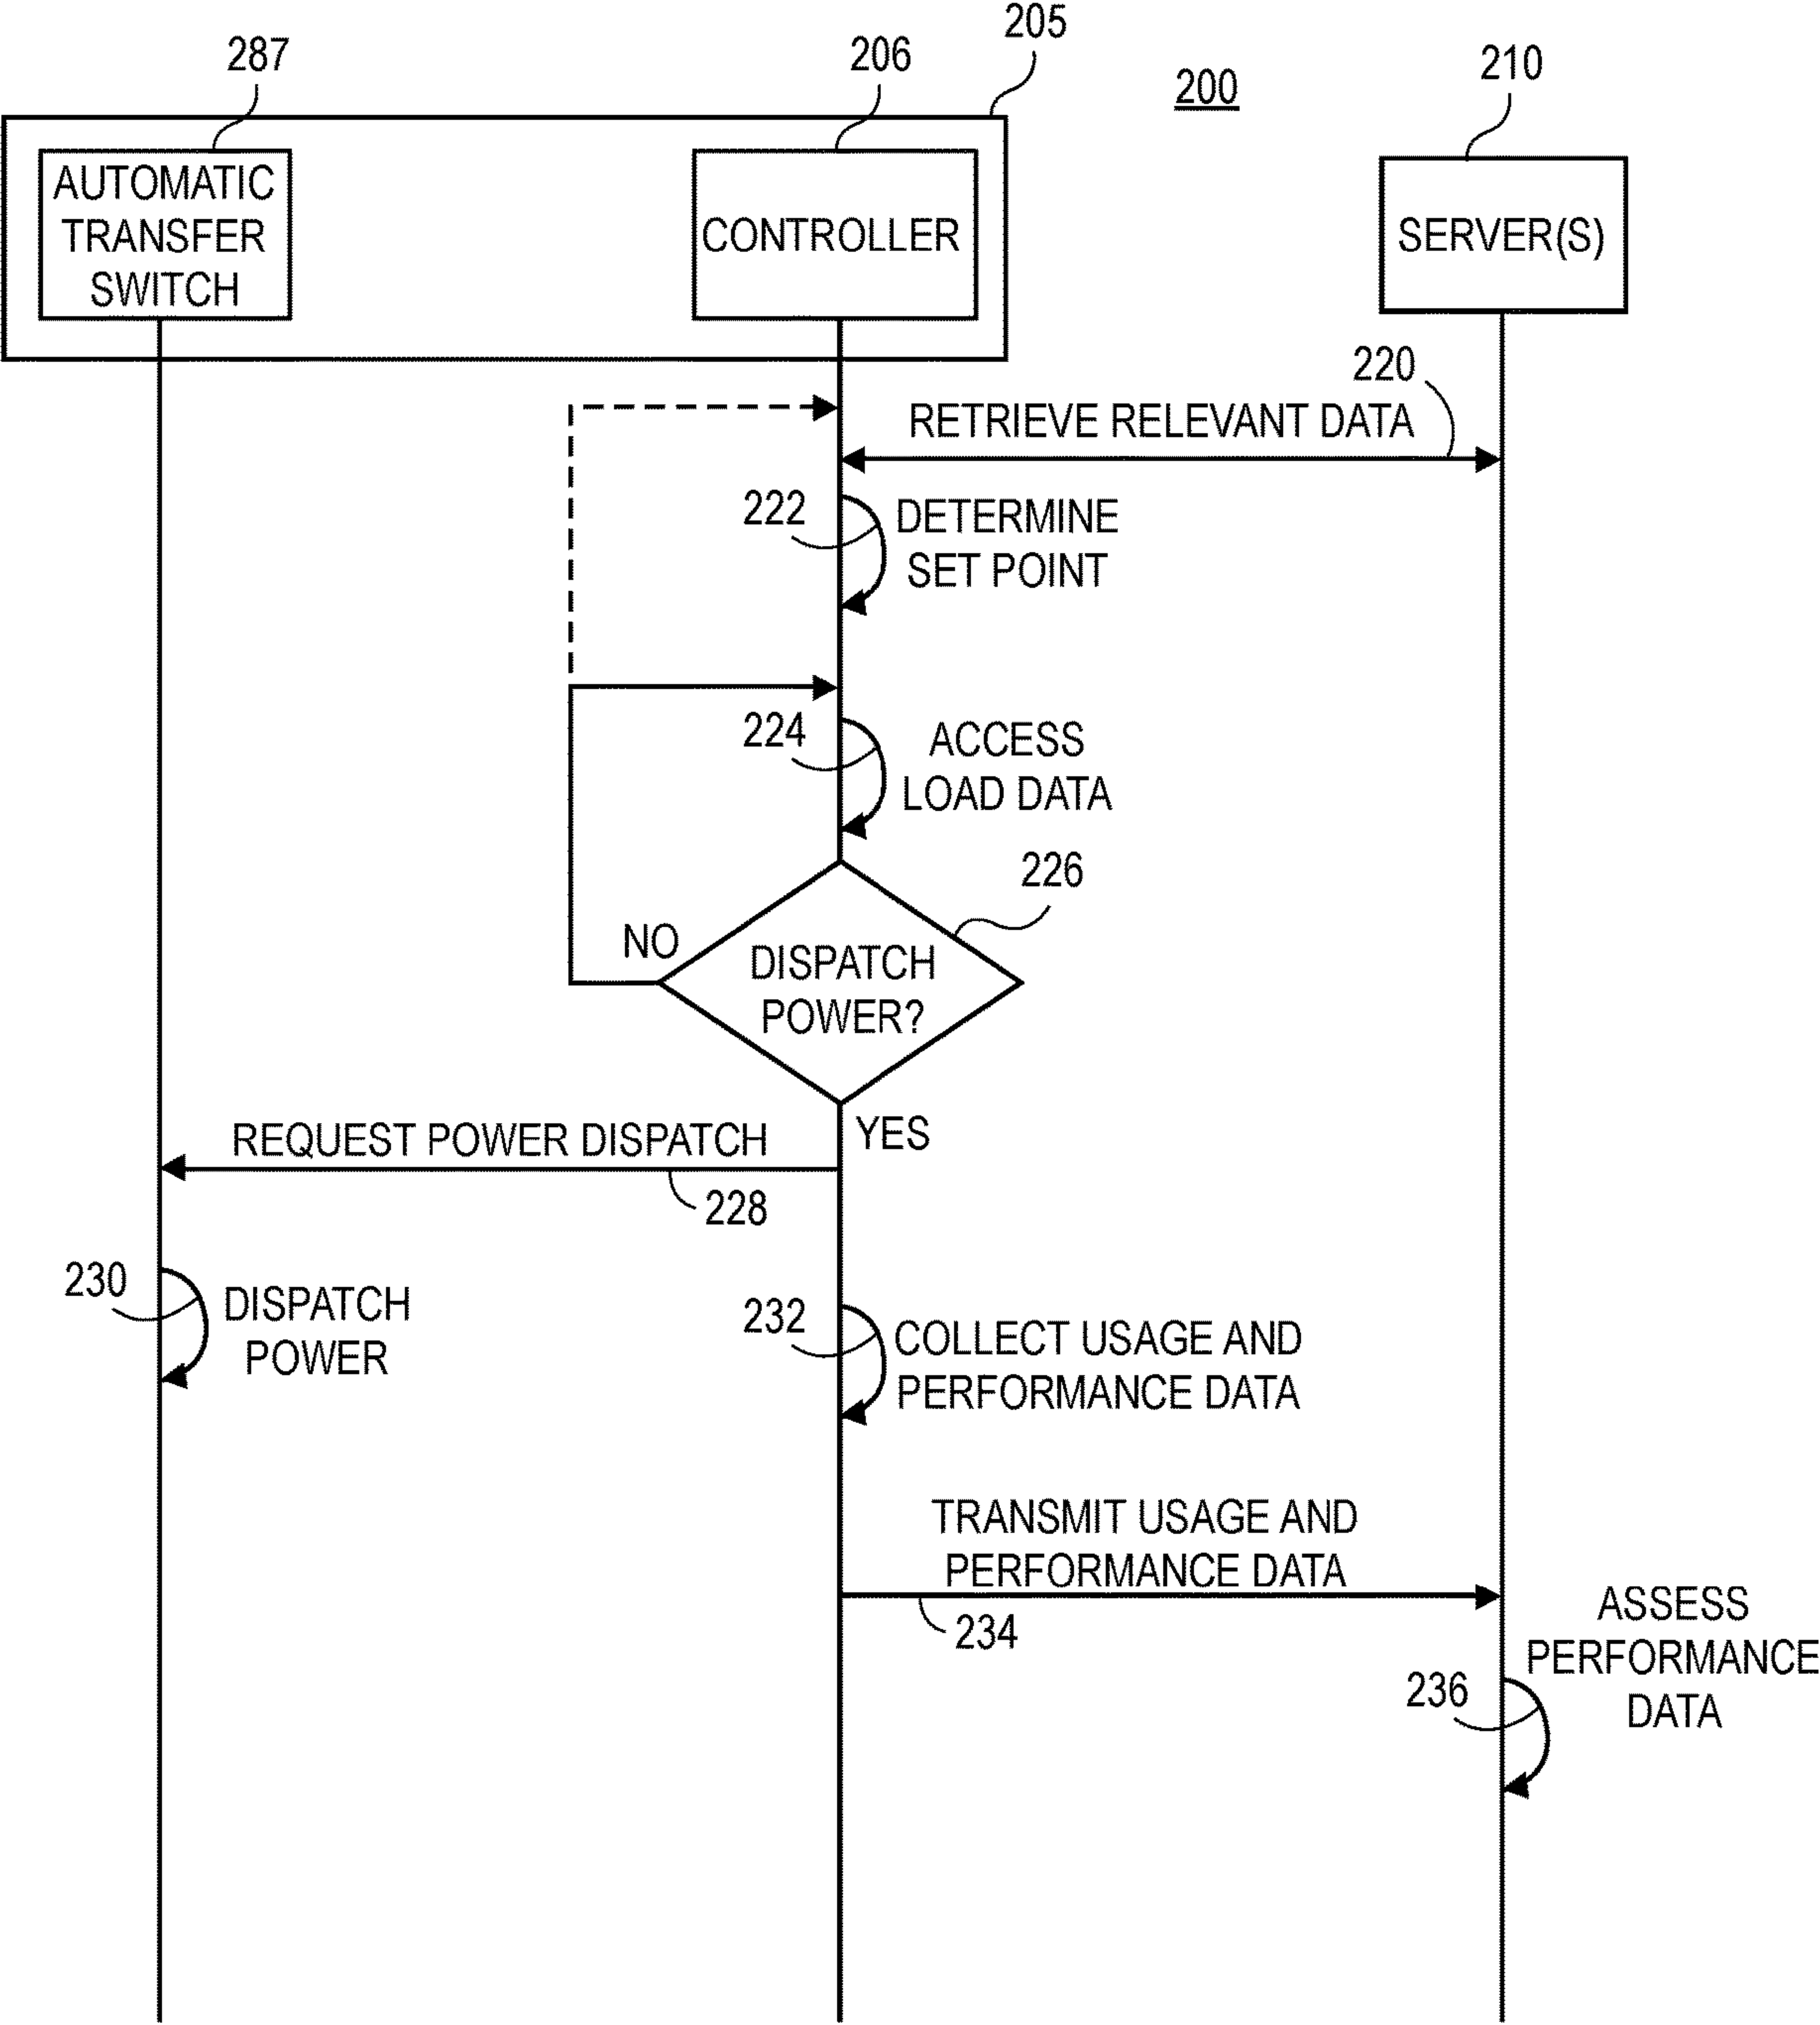 205
287
206
200
210
AUTOMATIC
TRANSFER
SWITCH
CONTROLLER
SERVER(S)
220
RETRIEVE RELEVANT DATA
222
DETERMINE
SET POINT
224
ACCESS
LOAD DATA
226
NO
DISPATCH
POWER?
YES
REQUEST POWER DISPATCH
228
230
DISPATCH
POWER
232
COLLECT USAGE AND
PERFORMANCE DATA
TRANSMIT USAGE AND
PERFORMANCE DATA
234
ASSESS
PERFORMANCE
DATA
236